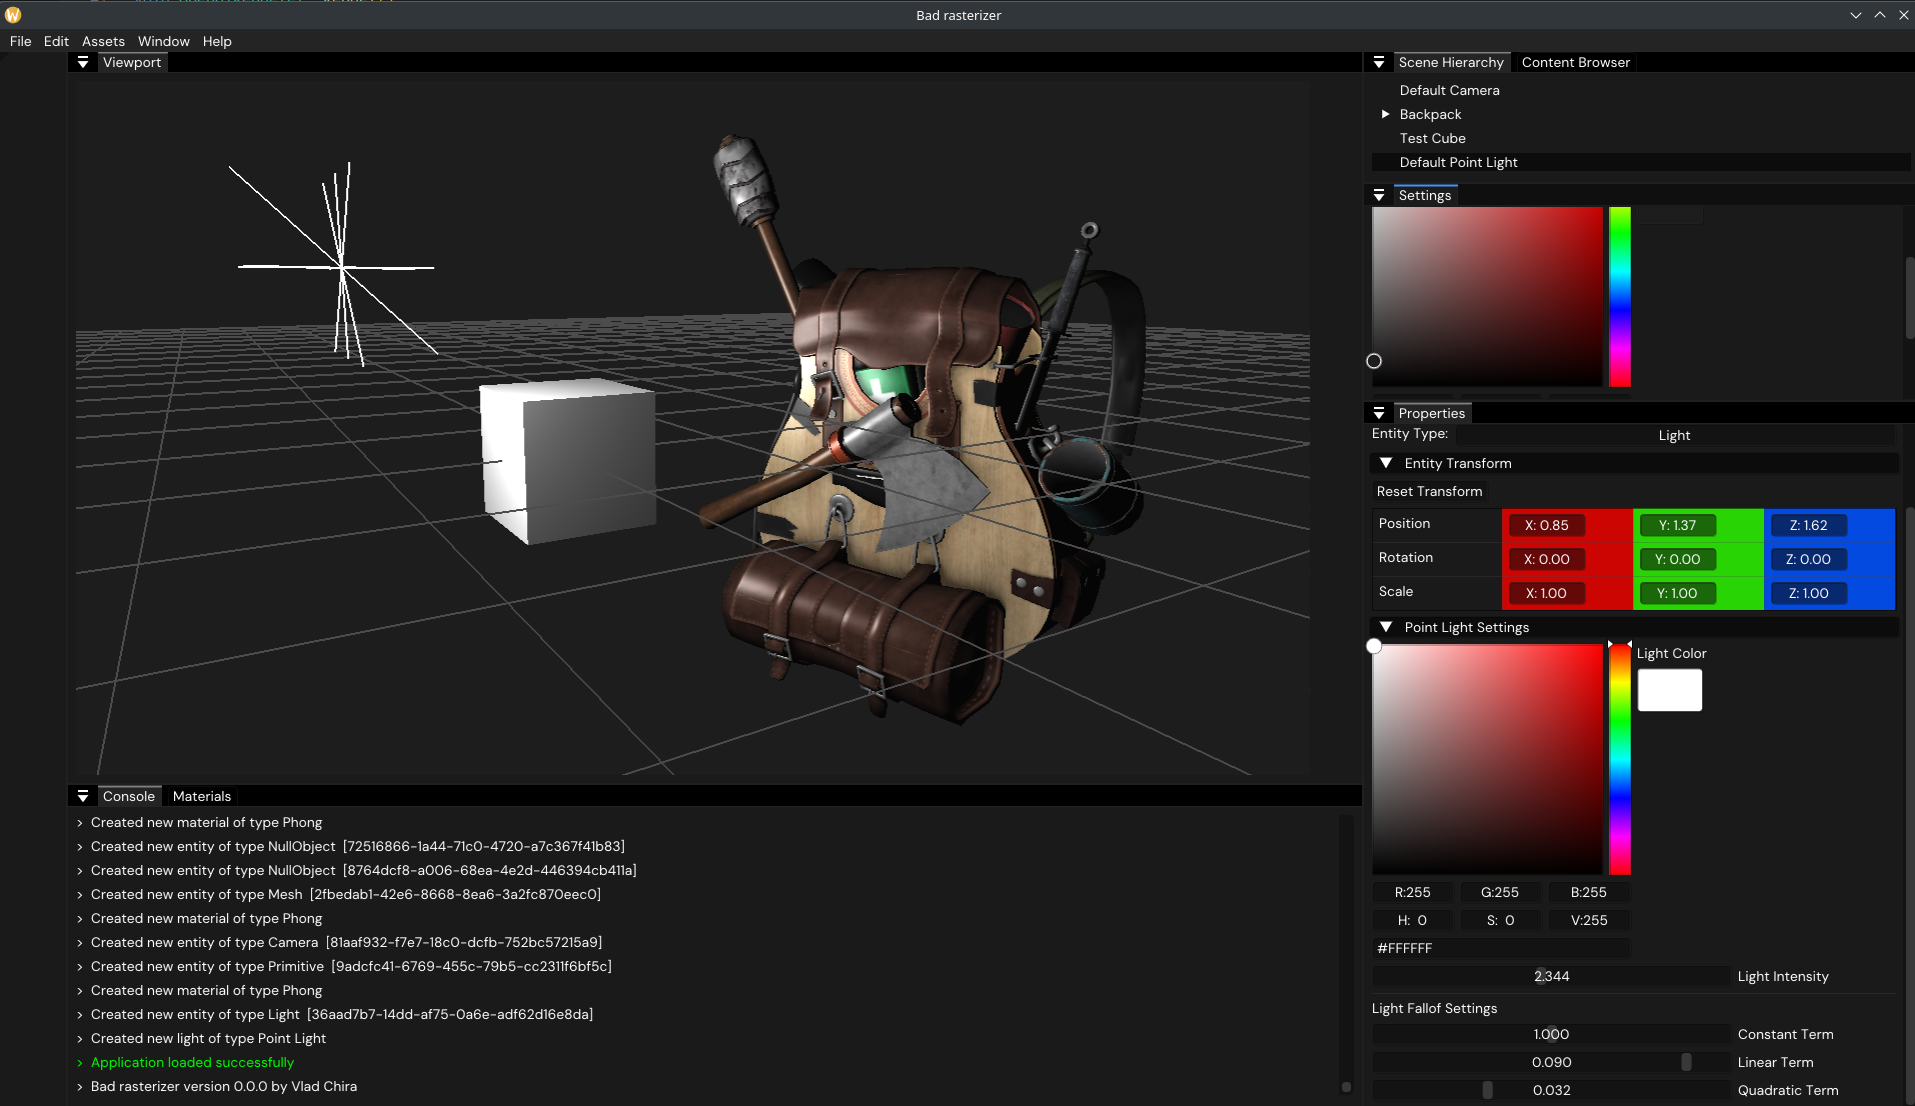 W
Bad rasterizer
File Edit Assets Window Help
Viewport
Scene Hierarchy Content Browser
Default Camera
Backpack
Test Cube
Default Point Light
Settings
Properties
Entity Type: Light
Entity Transform
Reset Transform
Position X: 0.85 Y: 1.37 Z: 1.62
Rotation X: 0.00 Y: 0.00 Z: 0.00
Scale X: 1.00 Y: 1.00 Z: 1.00
Point Light Settings
Light Color
R:255 G:255 B:255
H: 0 S: 0 V:255
#FFFFFF
2.344 Light Intensity
Light Fallof Settings
1.000 Constant Term
0.090 Linear Term
0.032 Quadratic Term
Console Materials
> Created new material of type Phong
> Created new entity of type NullObject [72516866-1a44-71c0-4720-a7c367f41b83]
> Created new entity of type NullObject [8764dcf8-a006-68ea-4e2d-446394cb411a]
> Created new entity of type Mesh [2fbedab1-42e6-8668-8ea6-3a2fc870eec0]
> Created new material of type Phong
> Created new entity of type Camera [81aaf932-f7e7-18c0-dcfb-752bc57215a9]
> Created new entity of type Primitive [9adcfc41-6769-455c-79b5-cc2311f6bf5c]
> Created new material of type Phong
> Created new entity of type Light [36aad7b7-14dd-af75-0a6e-adf62d16e8da]
> Created new light of type Point Light
> Application loaded successfully
> Bad rasterizer version 0.0.0 by Vlad Chira